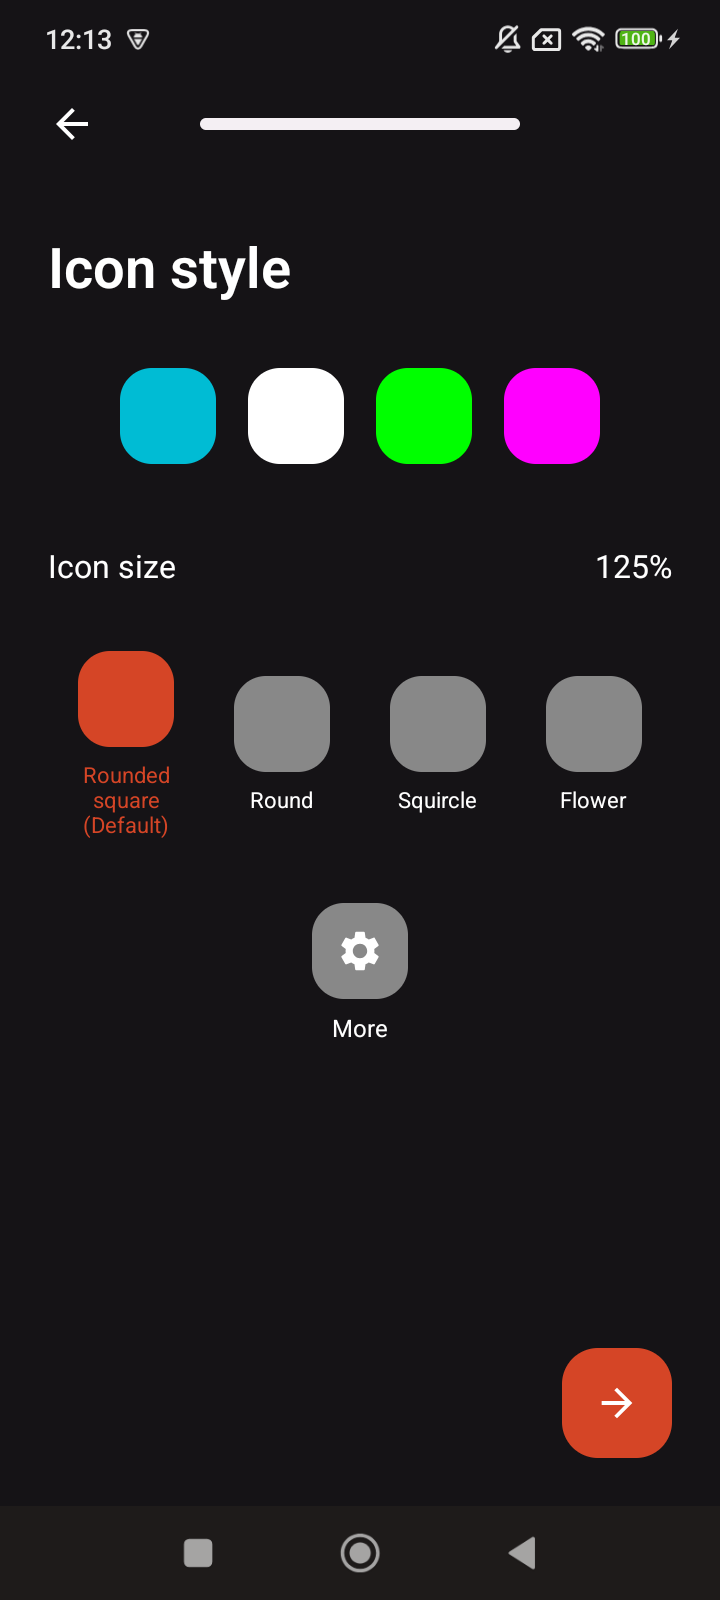 12:13
100
Icon style
Icon size
125%
Rounded
square
(Default)
Round
Squircle
Flower
More